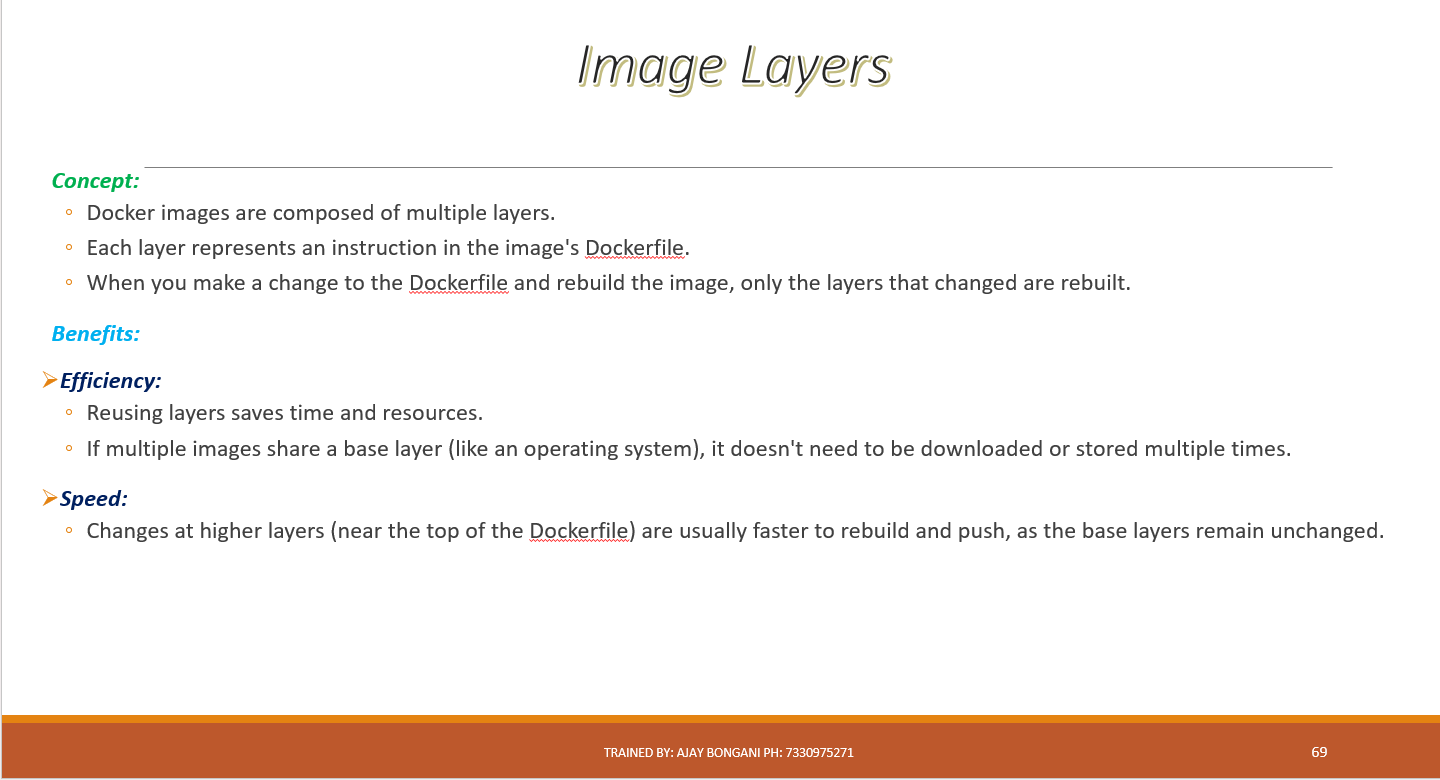 Image Layers
Concept:
Docker images are composed of multiple layers.
Each layer represents an instruction in the image's Dockerfile.
When you make a change to the Dockerfile and rebuild the image, only the layers that changed are rebuilt.
Benefits:
Efficiency:
Reusing layers saves time and resources.
If multiple images share a base layer (like an operating system), it doesn't need to be downloaded or stored multiple times.
Speed:
Changes at higher layers (near the top of the Dockerfile) are usually faster to rebuild and push, as the base layers remain unchanged.
TRAINED BY: AJAY BONGANI PH: 7330975271
69